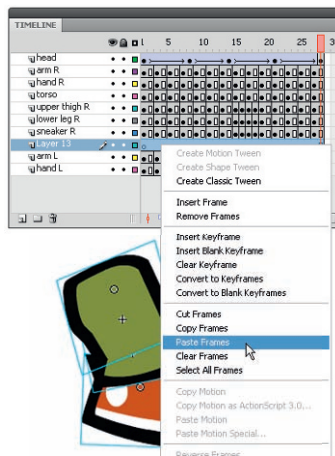 TIMELINE
1 5 10 15 20 25 3
head
arm R
hand R
torso
upper thigh R
lower leg R
sneaker R
Layer 13
arm L
hand L
Create Motion Tween
Create Shape Tween
Create Classic Tween
Insert Frame
Remove Frames
Insert Keyframe
Insert Blank Keyframe
Clear Keyframe
Convert to Keyframes
Convert to Blank Keyframes
Cut Frames
Copy Frames
Paste Frames
Clear Frames
Select All Frames
Copy Motion
Copy Motion as ActionScript 3.0...
Paste Motion
Paste Motion Special...
Reverse Frames